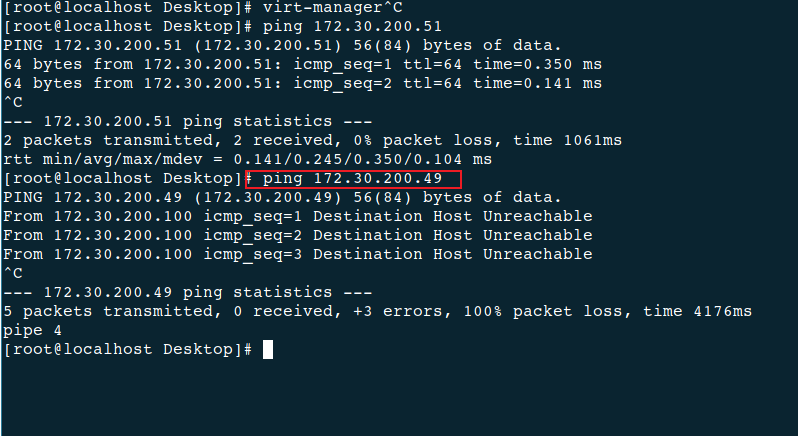 [root@localhost Desktop]# virt-manager^C
[root@localhost Desktop]# ping 172.30.200.51
PING 172.30.200.51 (172.30.200.51) 56(84) bytes of data.
64 bytes from 172.30.200.51: icmp_seq=1 ttl=64 time=0.350 ms
64 bytes from 172.30.200.51: icmp_seq=2 ttl=64 time=0.141 ms
^C
--- 172.30.200.51 ping statistics ---
2 packets transmitted, 2 received, 0% packet loss, time 1061ms
rtt min/avg/max/mdev = 0.141/0.245/0.350/0.104 ms
[root@localhost Desktop]# ping 172.30.200.49
PING 172.30.200.49 (172.30.200.49) 56(84) bytes of data.
From 172.30.200.100 icmp_seq=1 Destination Host Unreachable
From 172.30.200.100 icmp_seq=2 Destination Host Unreachable
From 172.30.200.100 icmp_seq=3 Destination Host Unreachable
^C
--- 172.30.200.49 ping statistics ---
5 packets transmitted, 0 received, +3 errors, 100% packet loss, time 4176ms
pipe 4
[root@localhost Desktop]#